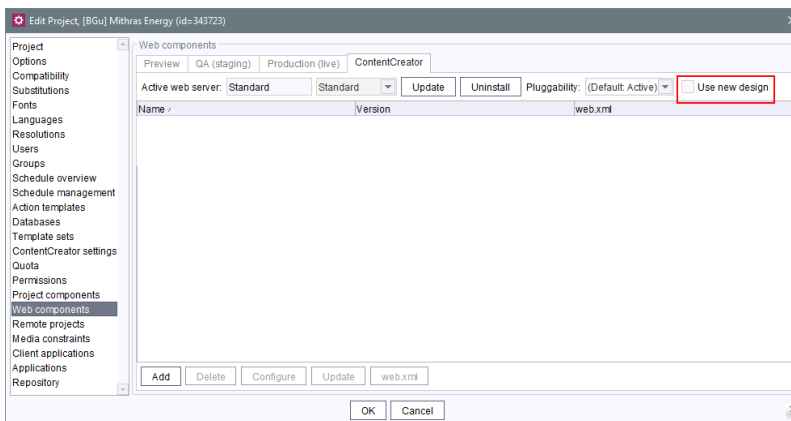 Edit Project, [BGu] Mithras Energy (id=343723)
Project
Options
Compatibility
Substitutions
Fonts
Languages
Resolutions
Users
Groups
Schedule overview
Schedule management
Action templates
Databases
Template sets
ContentCreator settings
Quota
Permissions
Project components
Web components
Remote projects
Media constraints
Client applications
Applications
Repository
Web components
Preview QA (staging) Production (live) ContentCreator
Active web server: Standard Standard Update Uninstall Pluggability: (Default: Active) Use new design
Name Version web.xml
Add Delete Configure Update web.xml
OK Cancel